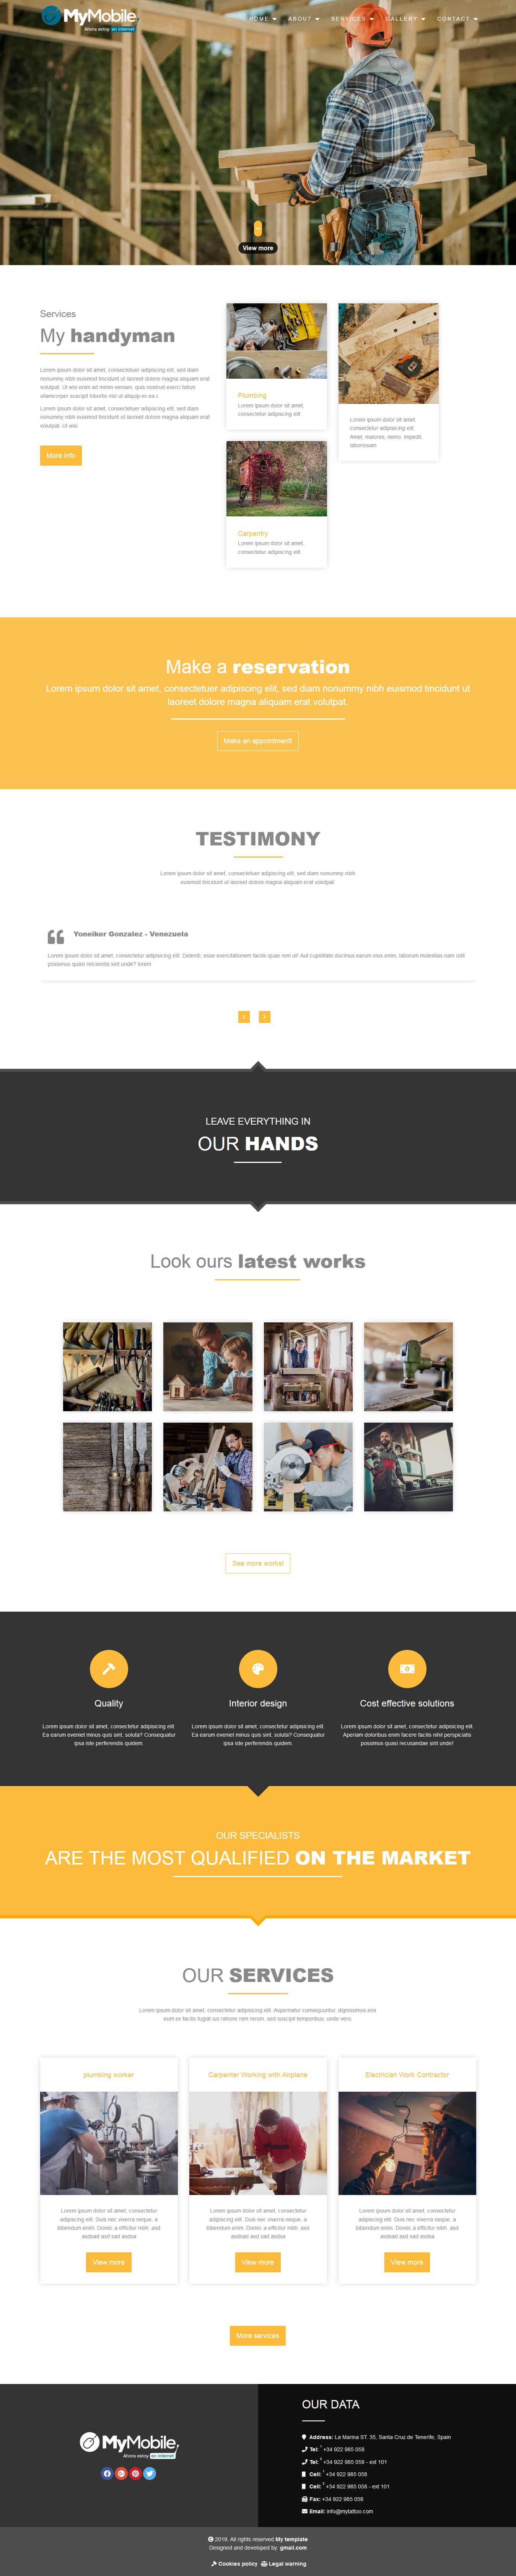 MyMobile
Ahora estoy en internet
HOME ABOUT SERVICES GALLERY CONTACT
View more
Services
My handyman
Lorem ipsum dolor sit amet, consectetuer adipiscing elit, sed diam
nonummy nibh euismod tincidunt ut laoreet dolore magna aliquam erat
volutpat. Ut wisi enim ad minim veniam, quis nostrud exerci tation
ullamcorper suscipit lobortis nisl ut aliquip ex ea c
Lorem ipsum dolor sit amet, consectetuer adipiscing elit, sed diam
nonummy nibh euismod tincidunt ut laoreet dolore magna aliquam erat
volutpat. Ut wisi.
More info
Plumbing
Lorem ipsum dolor sit amet,
consectetur adipisicing elit
Carpentry
Lorem ipsum dolor sit amet,
consectetur adipisicing elit
Lorem ipsum dolor sit amet,
consectetur adipisicing elit.
Amet, maiores, nemo. Impedit,
laboriosam
Make a reservation
Lorem ipsum dolor sit amet, consectetuer adipiscing elit, sed diam nonummy nibh euismod tincidunt ut
laoreet dolore magna aliquam erat volutpat.
Make an appointment!
TESTIMONY
Lorem ipsum dolor sit amet, consectetuer adipiscing elit, sed diam nonummy nibh
euismod tincidunt ut laoreet dolore magna aliquam erat volutpat
Yoneiker Gonzalez - Venezuela
Lorem ipsum dolor sit amet, consectetur adipisicing elit. Deleniti, esse exercitationem facilis quae rem ut! Aut cupiditate ducimus earum eius enim, laborum molestias nam odit
possimus quasi reiciendis sint unde? lorem
LEAVE EVERYTHING IN
OUR HANDS
Look ours latest works
See more works!
Quality
Lorem ipsum dolor sit amet, consectetur adipisicing elit.
Ea earum eveniet minus quis sint, soluta? Consequatur
ipsa iste perferendis quidem.
Interior design
Lorem ipsum dolor sit amet, consectetur adipisicing elit.
Ea earum eveniet minus quis sint, soluta? Consequatur
ipsa iste perferendis quidem.
Cost effective solutions
Lorem ipsum dolor sit amet, consectetur adipisicing elit.
Aperiam doloribus enim facere facilis nihil perspiciatis
possimus quasi recusandae sint unde!
OUR SPECIALISTS
ARE THE MOST QUALIFIED ON THE MARKET
OUR SERVICES
Lorem ipsum dolor sit amet, consectetur adipisicing elit. Aspernatur consequuntur, dignissimos eos
eum ex facilis fugiat ius ratione rem rerum, sed suscipit temporibus, unde vero.
plumbing worker
Lorem ipsum dolor sit amet, consectetur
adipiscing elit. Duis nec viverra neque, a
bibendum enim. Donec a efficitur nibh. asd
asdsad asd sad asdsa
View more
Carpenter Working with Airplane
Lorem ipsum dolor sit amet, consectetur
adipiscing elit. Duis nec viverra neque, a
bibendum enim. Donec a efficitur nibh. asd
asdsad asd sad asdsa
View more
Electrician Work Contractor
Lorem ipsum dolor sit amet, consectetur
adipiscing elit. Duis nec viverra neque, a
bibendum enim. Donec a efficitur nibh. asd
asdsad asd sad asdsa
View more
More services
MyMobile
Ahora estoy en internet
OUR DATA
Address: La Marina ST. 35, Santa Cruz de Tenerife, Spain
Tel: +34 922 985 058
Tel: +34 922 985 058 - ext 101
Cell: +34 922 985 058
Cell: +34 922 985 058 - ext 101
Fax: +34 922 985 058
Email: info@mytattoo.com
2019, All rights reserved My template
Designed and developed by: gmail.com
Cookies policy Legal warning